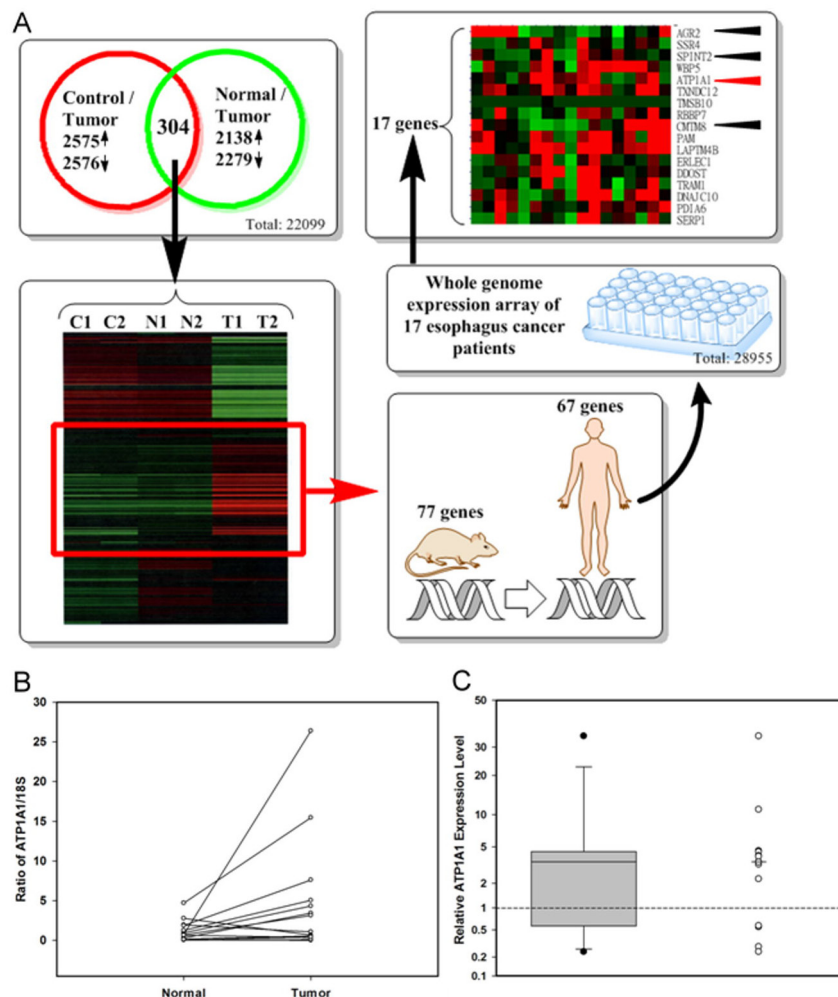 A
Control /
Tumor
2575
2576
304
Normal /
Tumor
2138
2279
Total: 22099
17 genes
AGR2
SSR4
SPINT2
WBP5
ATP1A1
TXNDC12
TMSB10
RBBP7
CMTM8
PAM
LAPTM4B
ERLEC1
DDOST
TRAM1
DNAJC10
PDIA6
SERP1
C1 C2 N1 N2 T1 T2
Whole genome
expression array of
17 esophagus cancer
patients
Total: 28955
67 genes
77 genes
B
Ratio of ATP1A1/18S
30
25
20
15
10
5
0
Normal Tumor
C
Relative ATP1A1 Expression Level
50
30
20
10
5
2
1
0.5
0.2
0.1